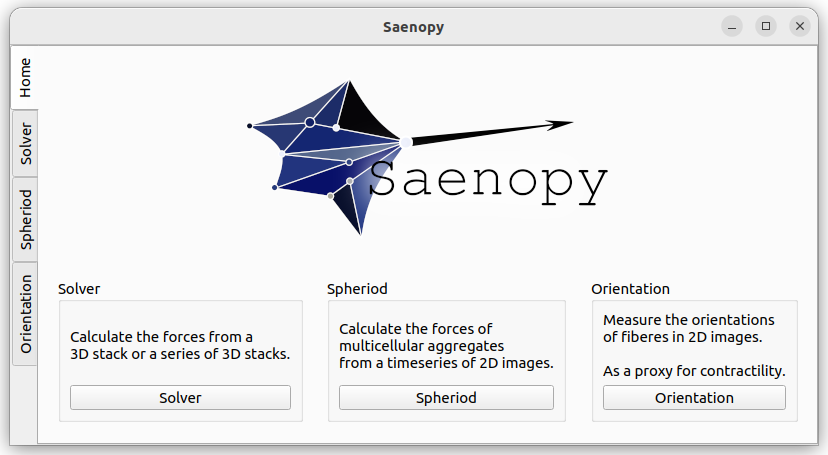 Saenopy
Home
Solver
Spheriod
Orientation
Saenopy
Solver
Calculate the forces from a
3D stack or a series of 3D stacks.
Solver
Spheriod
Calculate the forces of
multicellular aggregates
from a timeseries of 2D images.
Spheriod
Orientation
Measure the orientations
of fiberes in 2D images.
As a proxy for contractility.
Orientation